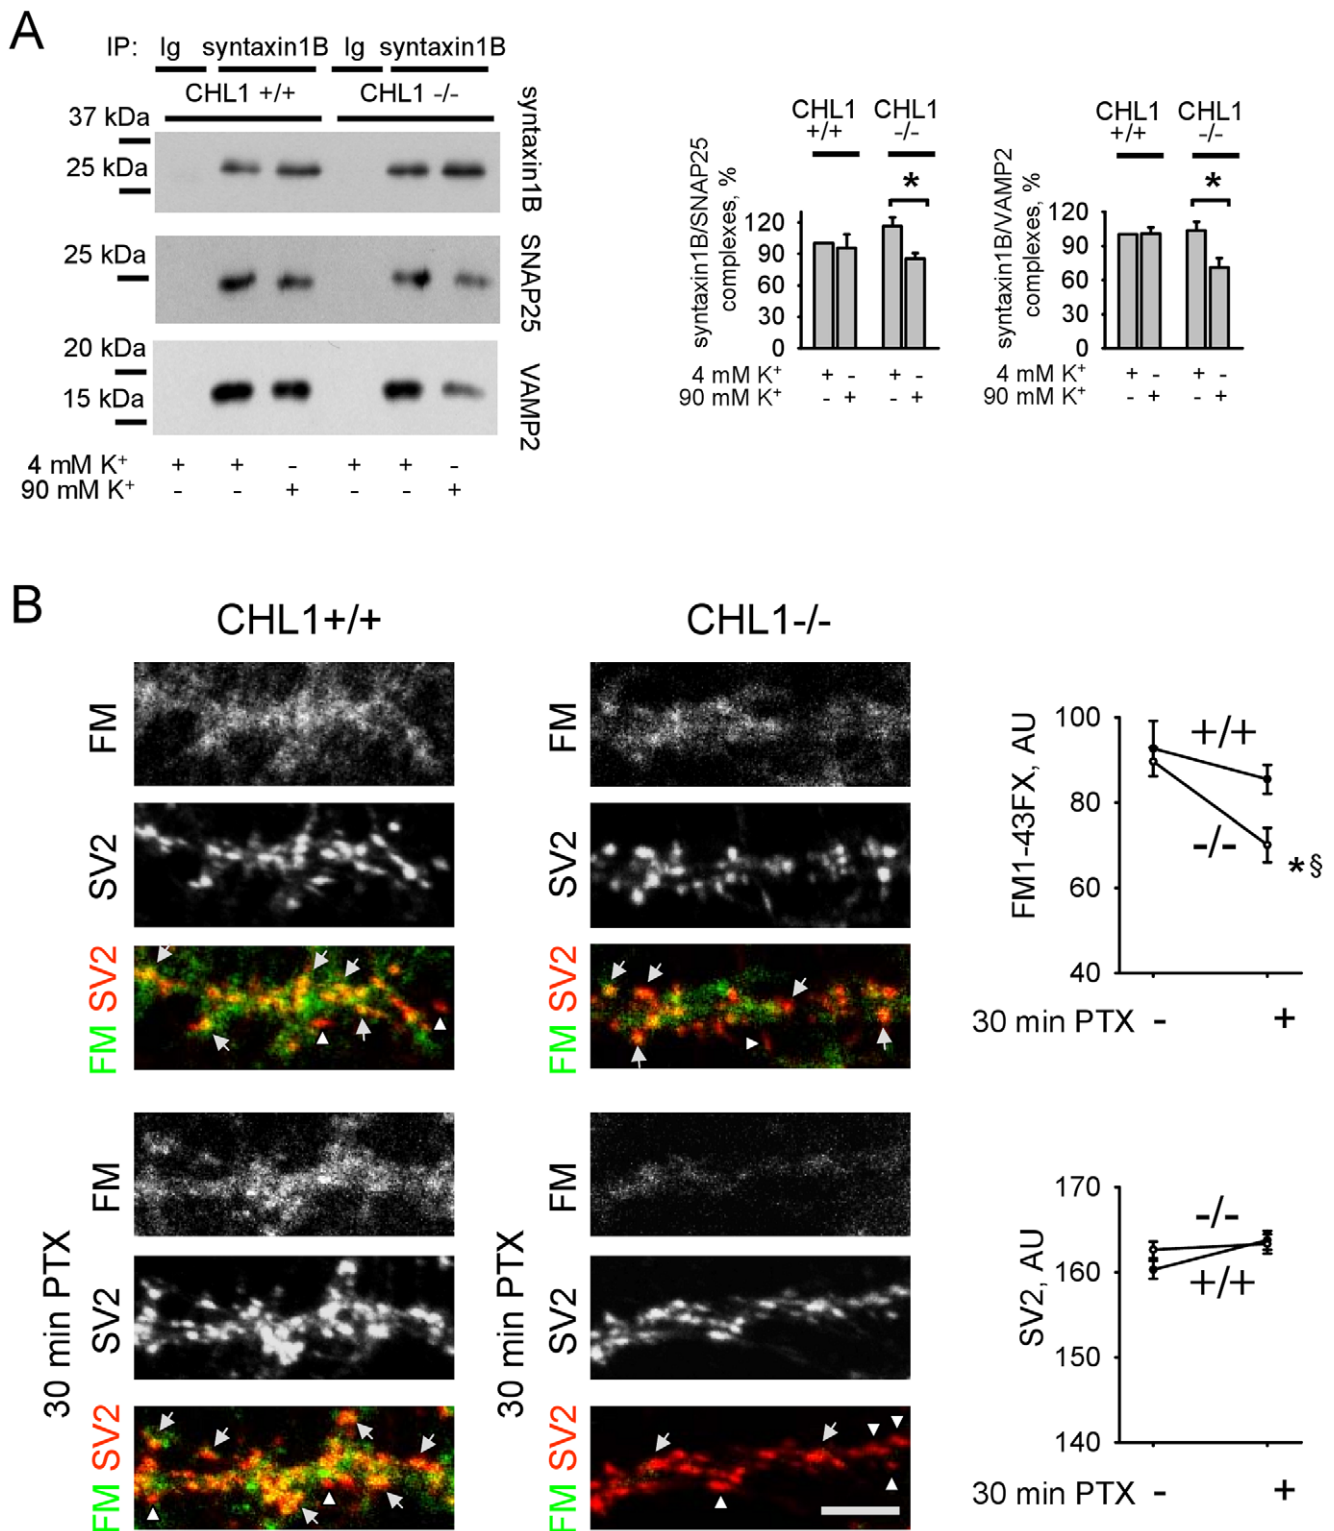 A
IP: Ig syntaxin1B Ig syntaxin1B
CHL1 +/+ CHL1 -/-
37 kDa
25 kDa
syntaxin1B
25 kDa
SNAP25
20 kDa
15 kDa
VAMP2
4 mM K⁺ + + - + + -
90 mM K⁺ - - + - - +
CHL1 +/+
CHL1 -/-
*
syntaxin1B/SNAP25
complexes, %
120
90
60
30
0
4 mM K⁺ + - + -
90 mM K⁺ - + - +
CHL1 +/+
CHL1 -/-
*
syntaxin1B/VAMP2
complexes, %
120
90
60
30
0
4 mM K⁺ + - + -
90 mM K⁺ - + - +
B
CHL1+/+ CHL1-/-
FM
SV2
FM SV2
FM
SV2
FM SV2
30 min PTX
FM
SV2
FM SV2
30 min PTX
FM
SV2
FM SV2
FM1-43FX, AU
100
80
60
40
+/+
-/-
*§
30 min PTX - +
SV2, AU
170
160
150
140
-/-
+/+
30 min PTX - +